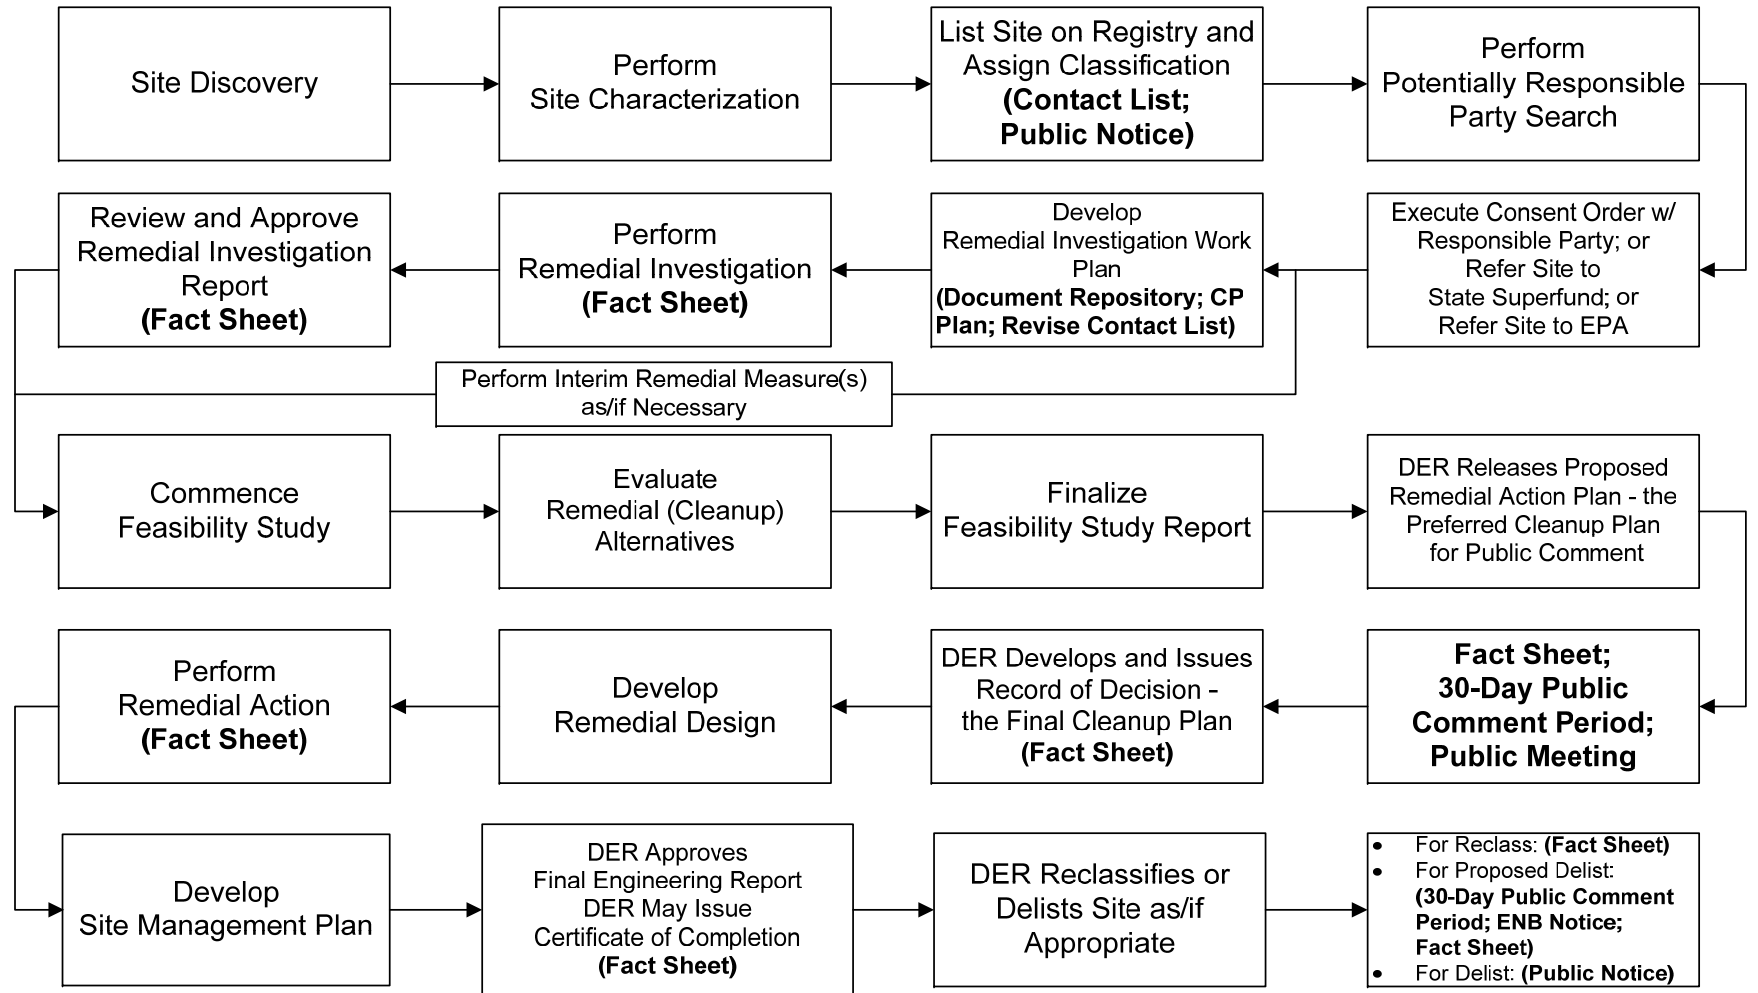 Site Discovery
Perform
Site Characterization
List Site on Registry and
Assign Classification
(Contact List;
Public Notice)
Perform
Potentially Responsible
Party Search
Execute Consent Order w/
Responsible Party; or
Refer Site to
State Superfund; or
Refer Site to EPA
Develop
Remedial Investigation Work
Plan
(Document Repository; CP
Plan; Revise Contact List)
Perform
Remedial Investigation
(Fact Sheet)
Review and Approve
Remedial Investigation
Report
(Fact Sheet)
Perform Interim Remedial Measure(s)
as/if Necessary
Commence
Feasibility Study
Evaluate
Remedial (Cleanup)
Alternatives
Finalize
Feasibility Study Report
DER Releases Proposed
Remedial Action Plan - the
Preferred Cleanup Plan
for Public Comment
Fact Sheet;
30-Day Public
Comment Period;
Public Meeting
DER Develops and Issues
Record of Decision -
the Final Cleanup Plan
(Fact Sheet)
Develop
Remedial Design
Perform
Remedial Action
(Fact Sheet)
Develop
Site Management Plan
DER Approves
Final Engineering Report
DER May Issue
Certificate of Completion
(Fact Sheet)
DER Reclassifies or
Delists Site as/if
Appropriate
• For Reclass: (Fact Sheet)
• For Proposed Delist:
(30-Day Public Comment
Period; ENB Notice;
Fact Sheet)
• For Delist: (Public Notice)